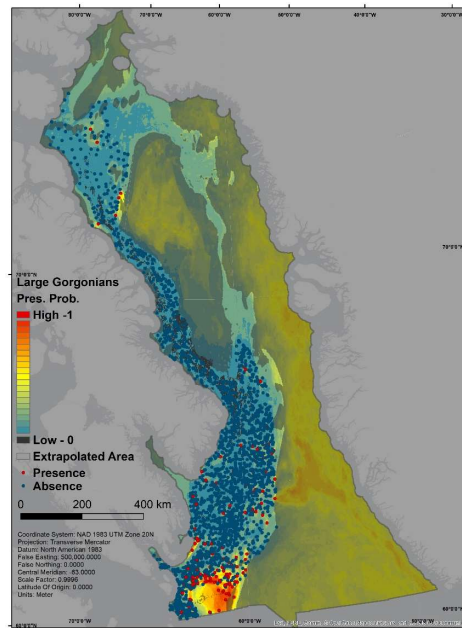 80°0'0"W 70°0'0"W 60°0'0"W 50°0'0"W 30°0'0"W
70°0'0"N
70°0'0"N
Large Gorgonians
Pres. Prob.
High -1
Low - 0
Extrapolated Area
Presence
Absence
0 200 400 km
Coordinate System: NAD 1983 UTM Zone 20N
Projection: Transverse Mercator
Datum: North American 1983
False Easting: 500,000.0000
False Northing: 0.0000
Central Meridian: -63.0000
Scale Factor: 0.9996
Latitude Of Origin: 0.0000
Units: Meter
60°0'0"W 50°0'0"W